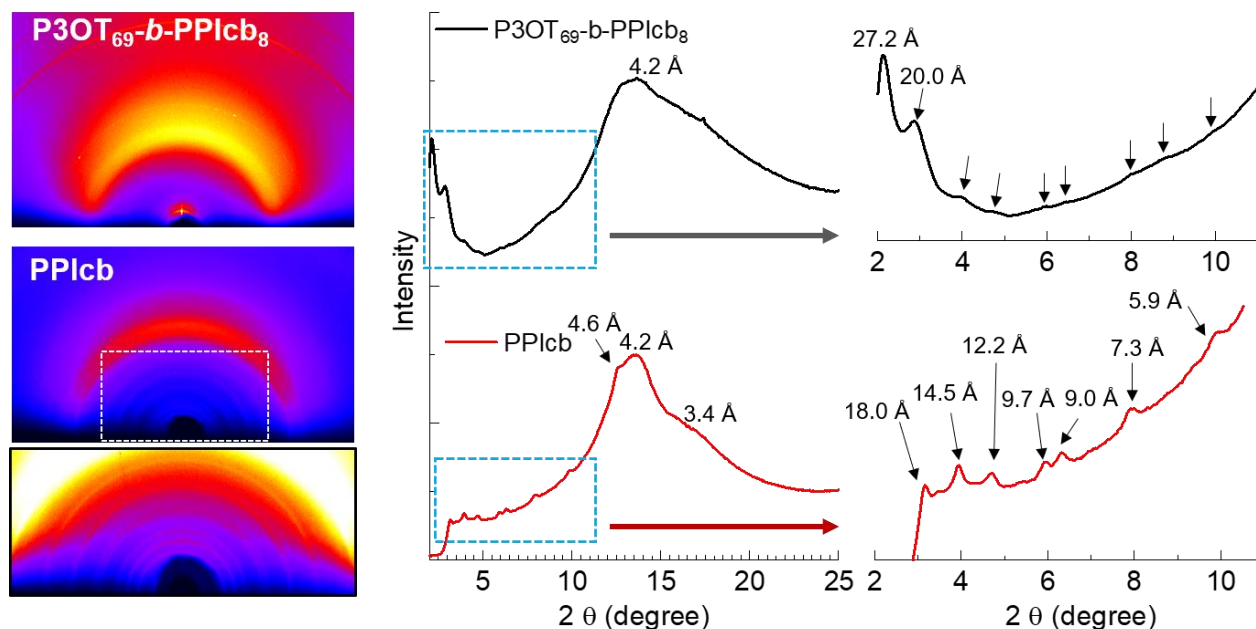 P3OT69-b-PPIcb8
PPIcb
P3OT69-b-PPIcb8
4.2 Å
27.2 Å
20.0 Å
2
4
6
8
10
Intensity
4.6 Å
4.2 Å
PPIcb
3.4 Å
5
10
15
20
25
2 θ (degree)
18.0 Å
14.5 Å
12.2 Å
9.7 Å
9.0 Å
7.3 Å
5.9 Å
2
4
6
8
10
2 θ (degree)